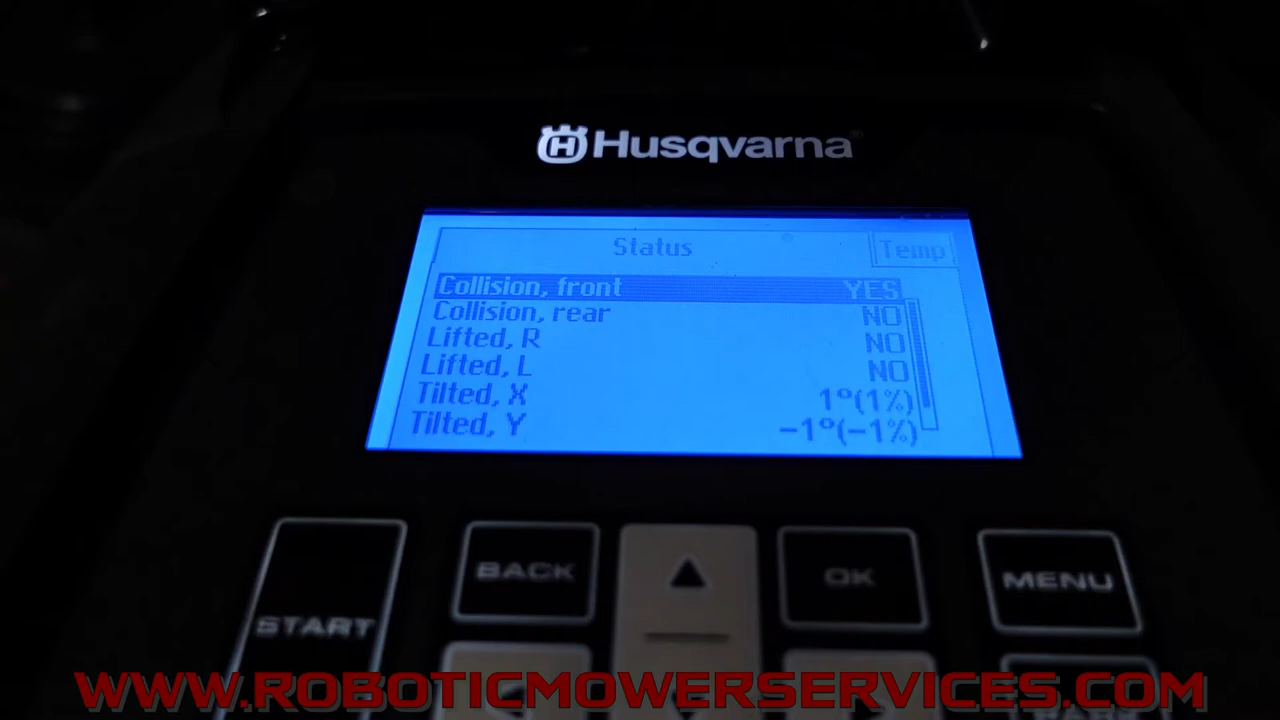 Husqvarna
Status Temp
Collision, front YES
Collision, rear NO
Lifted, R NO
Lifted, L NO
Tilted, X 1°(1%)
Tilted, Y -1°(-1%)
BACK OK MENU
START
WWW.ROBOTICMOWERSERVICES.COM